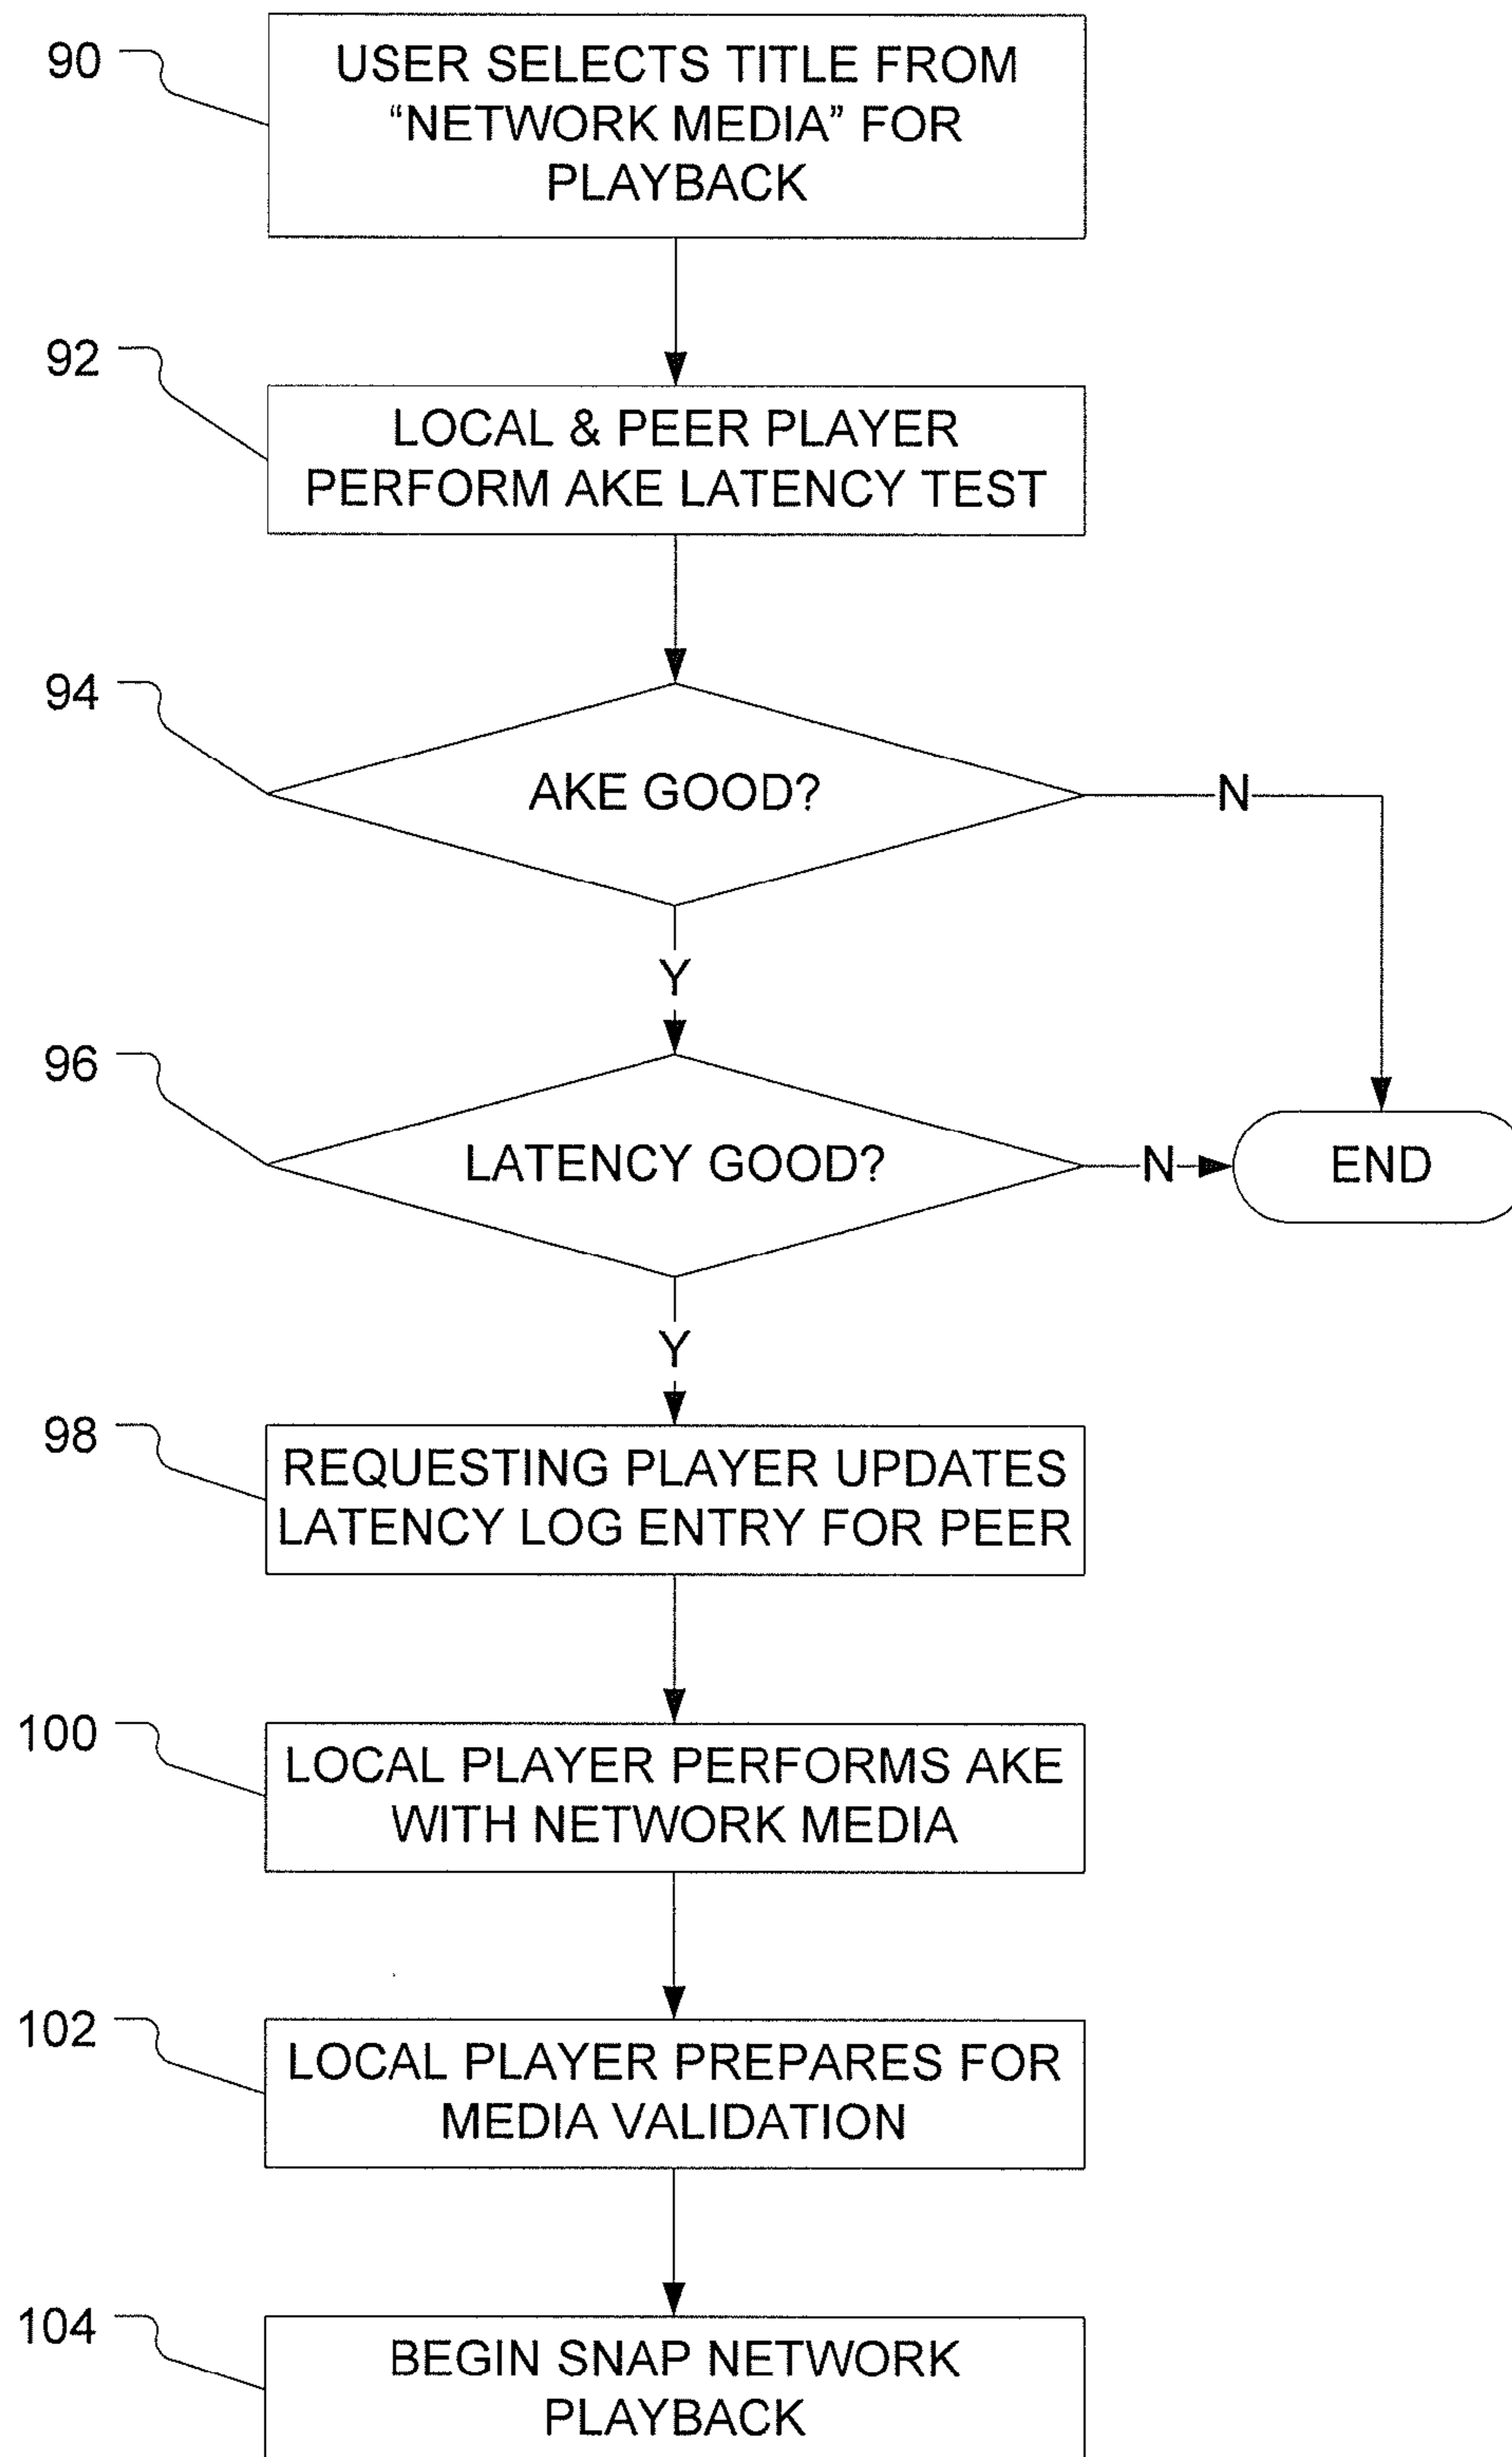 90
USER SELECTS TITLE FROM
“NETWORK MEDIA” FOR
PLAYBACK
92
LOCAL & PEER PLAYER
PERFORM AKE LATENCY TEST
94
AKE GOOD?
N
Y
96
LATENCY GOOD?
N
END
Y
98
REQUESTING PLAYER UPDATES
LATENCY LOG ENTRY FOR PEER
100
LOCAL PLAYER PERFORMS AKE
WITH NETWORK MEDIA
102
LOCAL PLAYER PREPARES FOR
MEDIA VALIDATION
104
BEGIN SNAP NETWORK
PLAYBACK